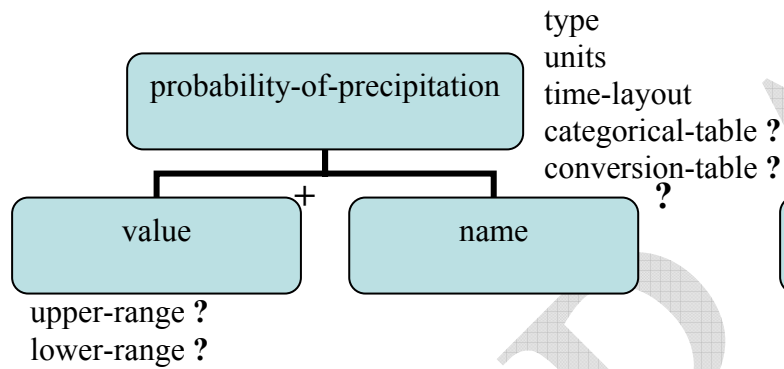 type
units
time-layout
categorical-table ?
conversion-table ?
probability-of-precipitation
+
?
value
name
upper-range ?
lower-range ?